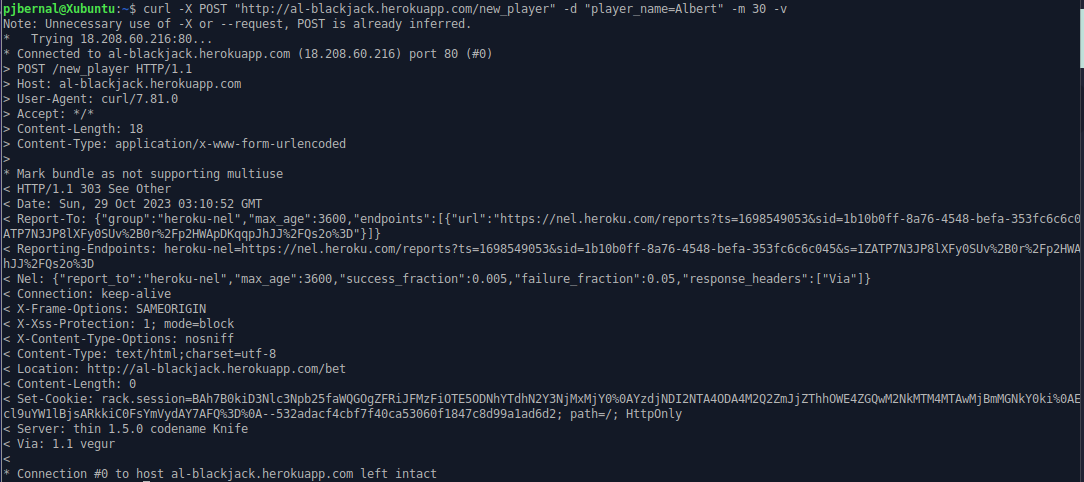 pjbernal@Xubuntu:~$ curl -X POST "http://al-blackjack.herokuapp.com/new_player" -d "player_name=Albert" -m 30 -v
Note: Unnecessary use of -X or --request, POST is already inferred.
*   Trying 18.208.60.216:80...
* Connected to al-blackjack.herokuapp.com (18.208.60.216) port 80 (#0)
> POST /new_player HTTP/1.1
> Host: al-blackjack.herokuapp.com
> User-Agent: curl/7.81.0
> Accept: */*
> Content-Length: 18
> Content-Type: application/x-www-form-urlencoded
>
* Mark bundle as not supporting multiuse
< HTTP/1.1 303 See Other
< Date: Sun, 29 Oct 2023 03:10:52 GMT
< Report-To: {"group":"heroku-nel","max_age":3600,"endpoints":[{"url":"https://nel.heroku.com/reports?ts=1698549053&sid=1b10b0ff-8a76-4548-befa-353fc6c6c0
ATP7N3JP8lXFy0SUv%2B0r%2Fp2HWApDKqqpJhJJ%2FQs2o%3D"}]}
< Reporting-Endpoints: heroku-nel=https://nel.heroku.com/reports?ts=1698549053&sid=1b10b0ff-8a76-4548-befa-353fc6c6c045&s=1ZATP7N3JP8lXFy0SUv%2B0r%2Fp2HWA
hJJ%2FQs2o%3D
< Nel: {"report_to":"heroku-nel","max_age":3600,"success_fraction":0.005,"failure_fraction":0.05,"response_headers":["Via"]}
< Connection: keep-alive
< X-Frame-Options: SAMEORIGIN
< X-Xss-Protection: 1; mode=block
< X-Content-Type-Options: nosniff
< Content-Type: text/html;charset=utf-8
< Location: http://al-blackjack.herokuapp.com/bet
< Content-Length: 0
< Set-Cookie: rack.session=BAh7B0kiD3Nlc3Npb25faWQGOgZFRiJFMzFiOTE5ODNhYTdhN2Y3NjMxMjY0%0AYzdjNDI2NTA4ODA4M2Q2ZmJjZThhOWE4ZGQwM2NkMTM4MTAwMjBmMGNkY0ki%0AE
cl9uYW1lBjsARkkiC0FsYmVydAY7AFQ%3D%0A--532adacf4cbf7f40ca53060f1847c8d99a1ad6d2; path=/; HttpOnly
< Server: thin 1.5.0 codename Knife
< Via: 1.1 vegur
<
* Connection #0 to host al-blackjack.herokuapp.com left intact